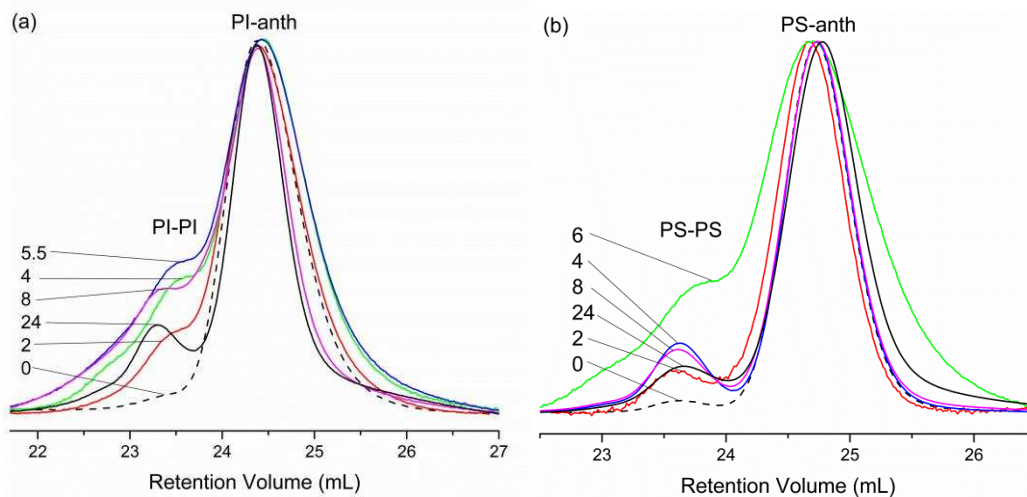 (a)
PI-anth
PI-PI
5.5
4
8
24
2
0
22 23 24 25 26 27
Retention Volume (mL)
(b)
PS-anth
PS-PS
6
4
8
24
2
0
23 24 25 26
Retention Volume (mL)